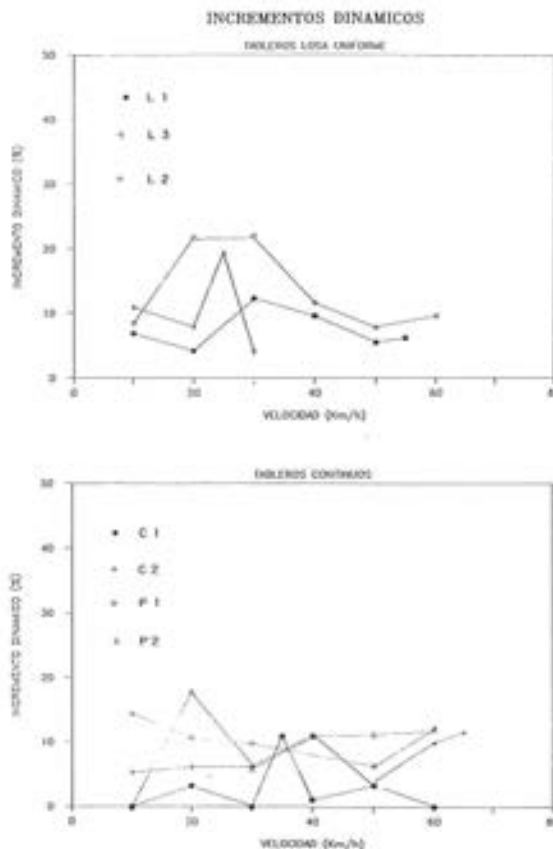 INCREMENTOS DINAMICOS
TABLEROS LOSA UNIFORME
INCREMENTO DINAMICO (%)
50
40
30
20
10
0
L 1
L 3
L 2
0 20 40 60 8
VELOCIDAD (Km/h)
TABLEROS CONTINUOS
INCREMENTO DINAMICO (%)
50
40
30
20
10
0
C 1
C 2
P 1
P 2
0 20 40 60 8
VELOCIDAD (Km/h)